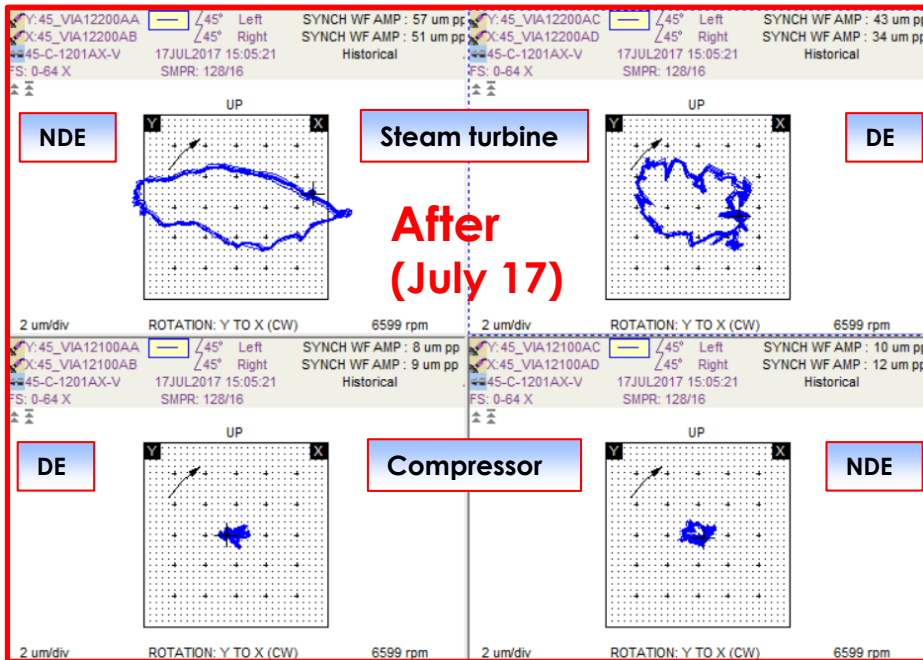 Y:45_VIA12200AA 45° Left SYNCH WF AMP : 57 um pp
X:45_VIA12200AB 45° Right SYNCH WF AMP : 51 um pp
45-C-1201AX-V 17JUL2017 15:05:21 Historical
FS: 0-64 X SMPR: 128/16
UP
Y X
NDE
2 um/div ROTATION: Y TO X (CW) 6599 rpm
Y:45_VIA12200AC 45° Left SYNCH WF AMP : 43 um pp
X:45_VIA12200AD 45° Right SYNCH WF AMP : 34 um pp
45-C-1201AX-V 17JUL2017 15:05:21 Historical
FS: 0-64 X SMPR: 128/16
UP
Y X
DE
2 um/div ROTATION: Y TO X (CW) 6599 rpm
Steam turbine
After
(July 17)
Y:45_VIA12100AA 45° Left SYNCH WF AMP : 8 um pp
X:45_VIA12100AB 45° Right SYNCH WF AMP : 9 um pp
45-C-1201AX-V 17JUL2017 15:05:21 Historical
FS: 0-64 X SMPR: 128/16
UP
Y X
DE
2 um/div ROTATION: Y TO X (CW) 6599 rpm
Y:45_VIA12100AC 45° Left SYNCH WF AMP : 10 um pp
X:45_VIA12100AD 45° Right SYNCH WF AMP : 12 um pp
45-C-1201AX-V 17JUL2017 15:05:21 Historical
FS: 0-64 X SMPR: 128/16
UP
Y X
NDE
2 um/div ROTATION: Y TO X (CW) 6599 rpm
Compressor